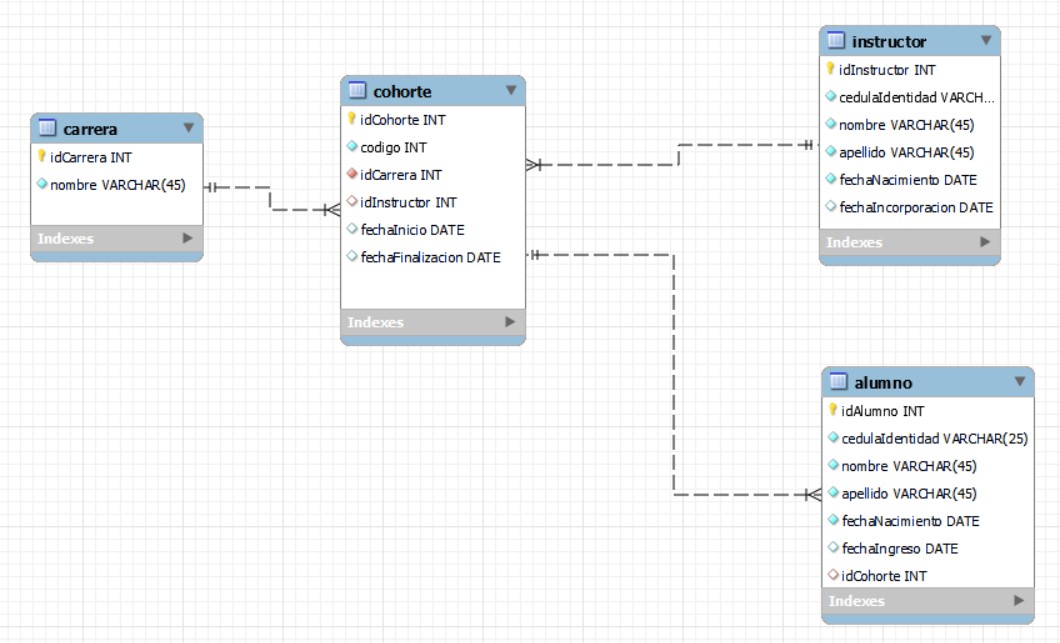 carrera
idCarrera INT
nombre VARCHAR(45)
Indexes
cohorte
idCohorte INT
codigo INT
idCarrera INT
idInstructor INT
fechaInicio DATE
fechaFinalizacion DATE
Indexes
instructor
idInstructor INT
cedulaIdentidad VARCH...
nombre VARCHAR(45)
apellido VARCHAR(45)
fechaNacimiento DATE
fechaIncorporacion DATE
Indexes
alumno
idAlumno INT
cedulaIdentidad VARCHAR(25)
nombre VARCHAR(45)
apellido VARCHAR(45)
fechaNacimiento DATE
fechaIngreso DATE
idCohorte INT
Indexes